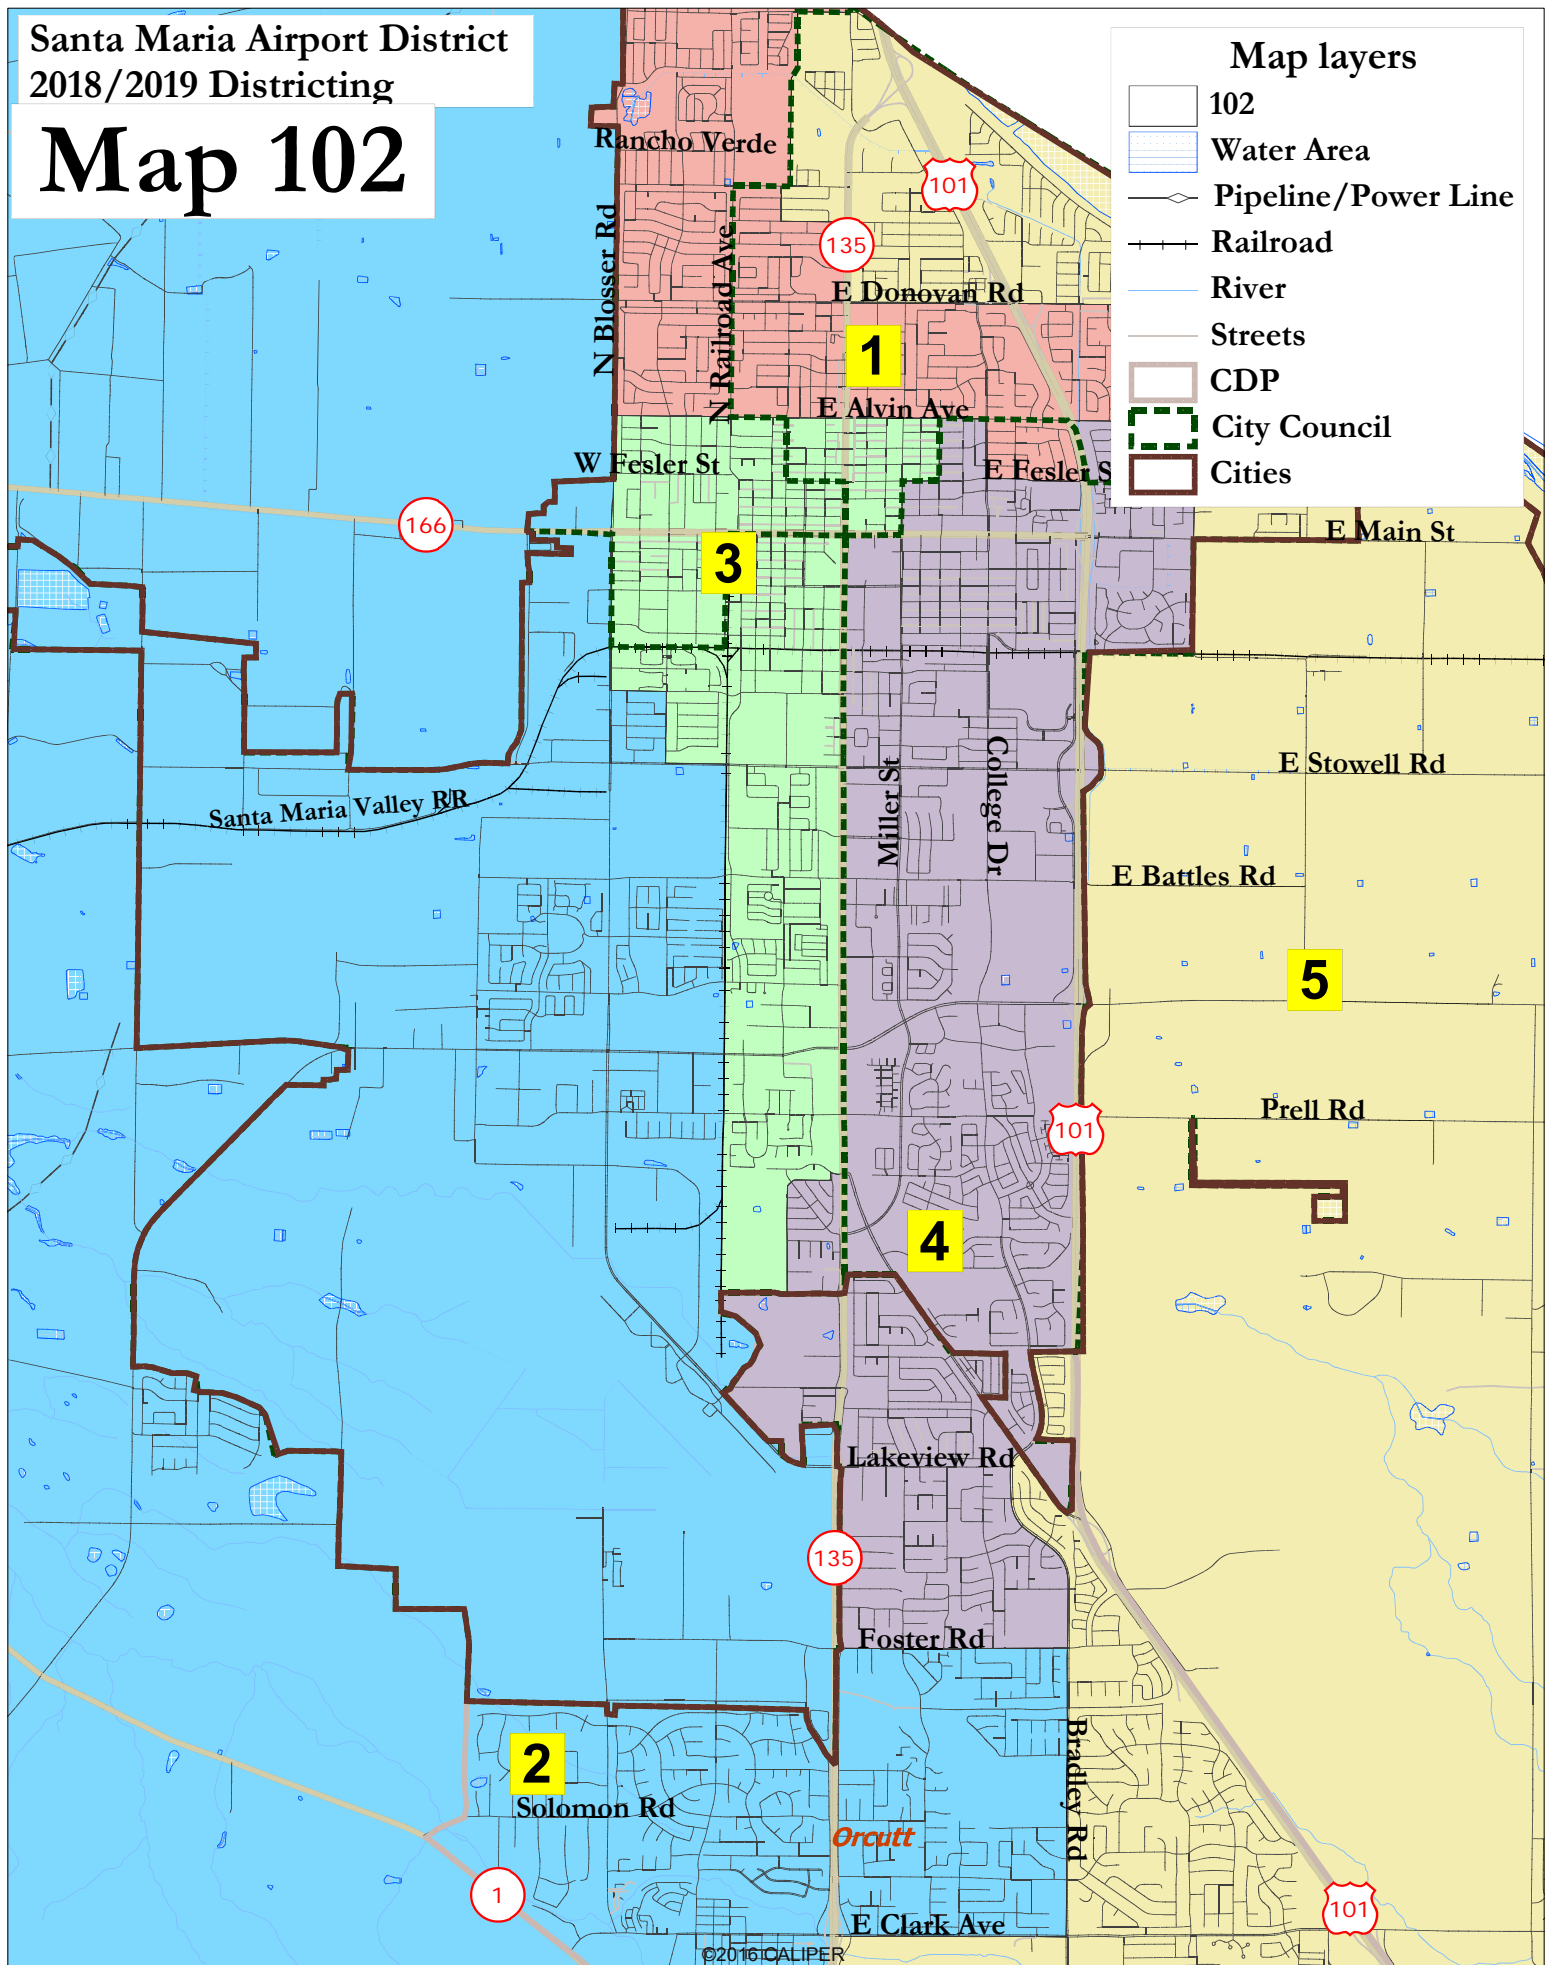 Santa Maria Airport District
2018/2019 Districting
Map 102
Map layers
102
Water Area
Pipeline/Power Line
Railroad
River
Streets
CDP
City Council
Cities
Rancho Verde
101
N Blosser Rd
N Railroad Ave
135
E Donovan Rd
1
E Alvin Ave
W Fesler St
E Fesler S
166
E Main St
3
Miller St
College Dr
E Stowell Rd
Santa Maria Valley RR
E Battles Rd
5
Prell Rd
101
4
Lakeview Rd
135
Foster Rd
Bradley Rd
2
Solomon Rd
Orcutt
1
101
E Clark Ave
©2016 CALIPER